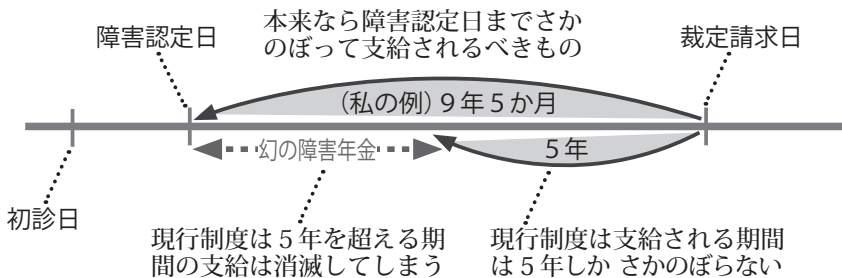 本来なら障害認定日までさか
のぼって支給されるべきもの
障害認定日
裁定請求日
(私の例)9年5か月
幻の障害年金
5年
初診日
現行制度は5年を超える期
間の支給は消滅してしまう
現行制度は支給される期間
は5年しか さかのぼらない